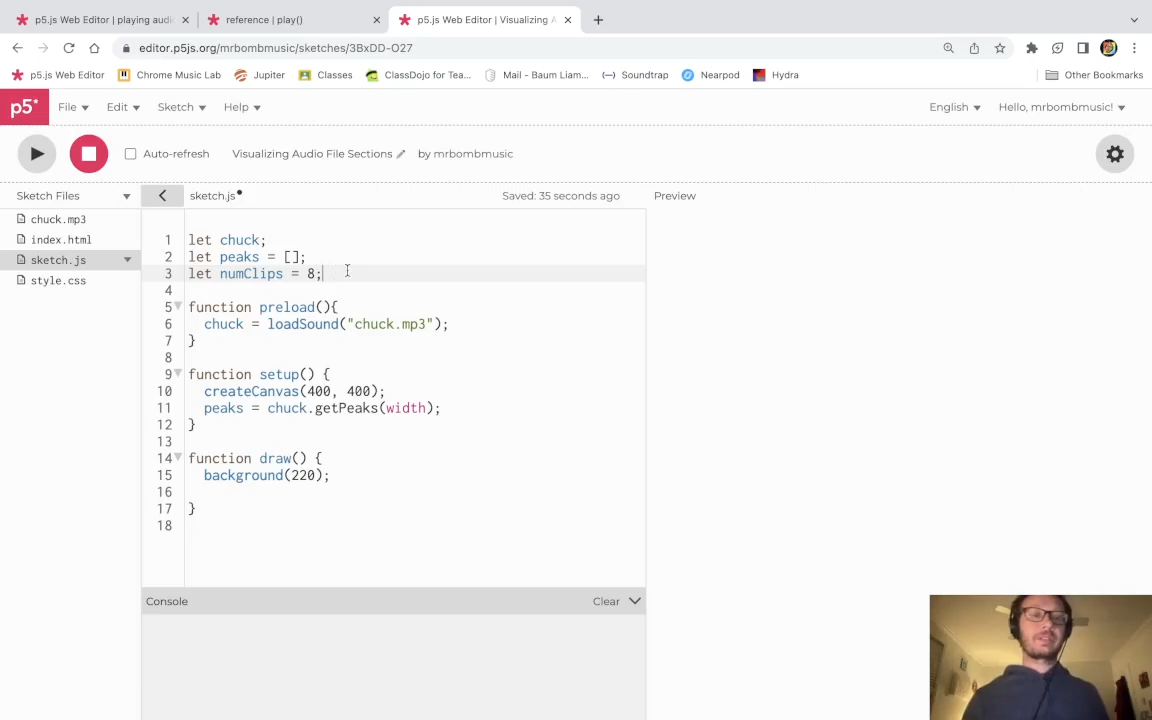 p5.js Web Editor | playing audi
reference | play()
p5.js Web Editor | Visualizing A
editor.p5js.org/mrbombmusic/sketches/3BxDD-O27
p5.js Web Editor
Chrome Music Lab
Jupiter
Classes
ClassDojo for Tea...
Mail - Baum Liam...
Soundtrap
Nearpod
Hydra
Other Bookmarks
p5*
File
Edit
Sketch
Help
English
Hello, mrbombmusic!
Auto-refresh
Visualizing Audio File Sections
by mrbombmusic
Sketch Files
sketch.js
Saved: 35 seconds ago
Preview
chuck.mp3
index.html
sketch.js
style.css
1 let chuck;
2 let peaks = [];
3 let numClips = 8;
4
5 function preload(){
6 chuck = loadSound("chuck.mp3");
7 }
8
9 function setup() {
10 createCanvas(400, 400);
11 peaks = chuck.getPeaks(width);
12 }
13
14 function draw() {
15 background(220);
16
17 }
18
Console
Clear